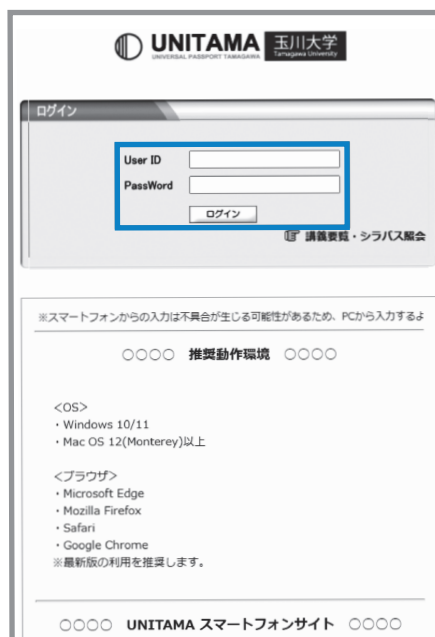 UNITAMA 玉川大学
UNIVERSAL PASSPORT TAMAGAWA Tamagawa University
ログイン
User ID
PassWord
ログイン
講義要覧・シラバス照会
※スマートフォンからの入力は不具合が生じる可能性があるため、PCから入力するよ
○○○○ 推奨動作環境 ○○○○
<OS>
・Windows 10/11
・Mac OS 12(Monterey)以上
<ブラウザ>
・Microsoft Edge
・Mozilla Firefox
・Safari
・Google Chrome
※最新版の利用を推奨します。
○○○○ UNITAMA スマートフォンサイト ○○○○